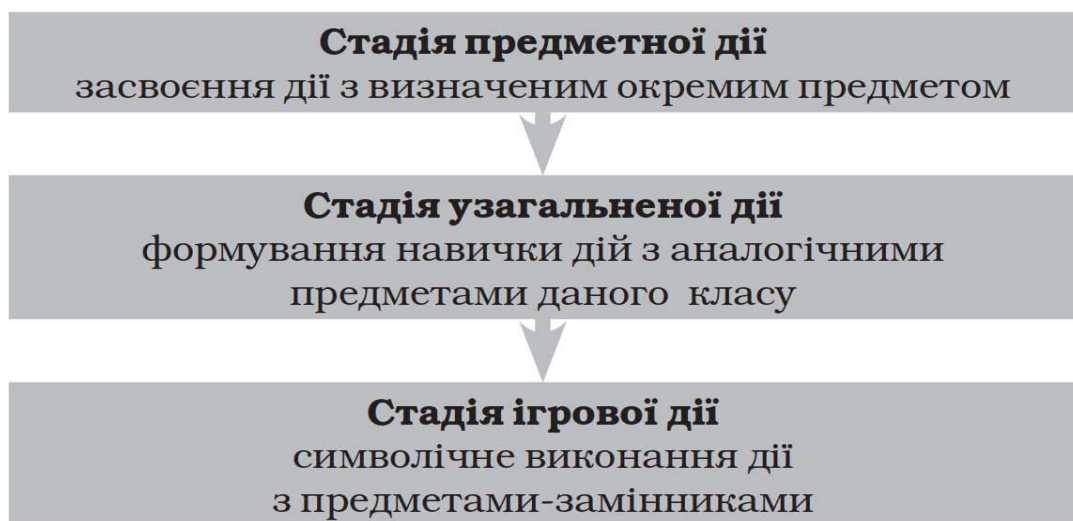 Стадія предметної дії
засвоєння дії з визначеним окремим предметом
Стадія узагальненої дії
формування навички дій з аналогічними
предметами даного класу
Стадія ігрової дії
символічне виконання дії
з предметами-замінниками